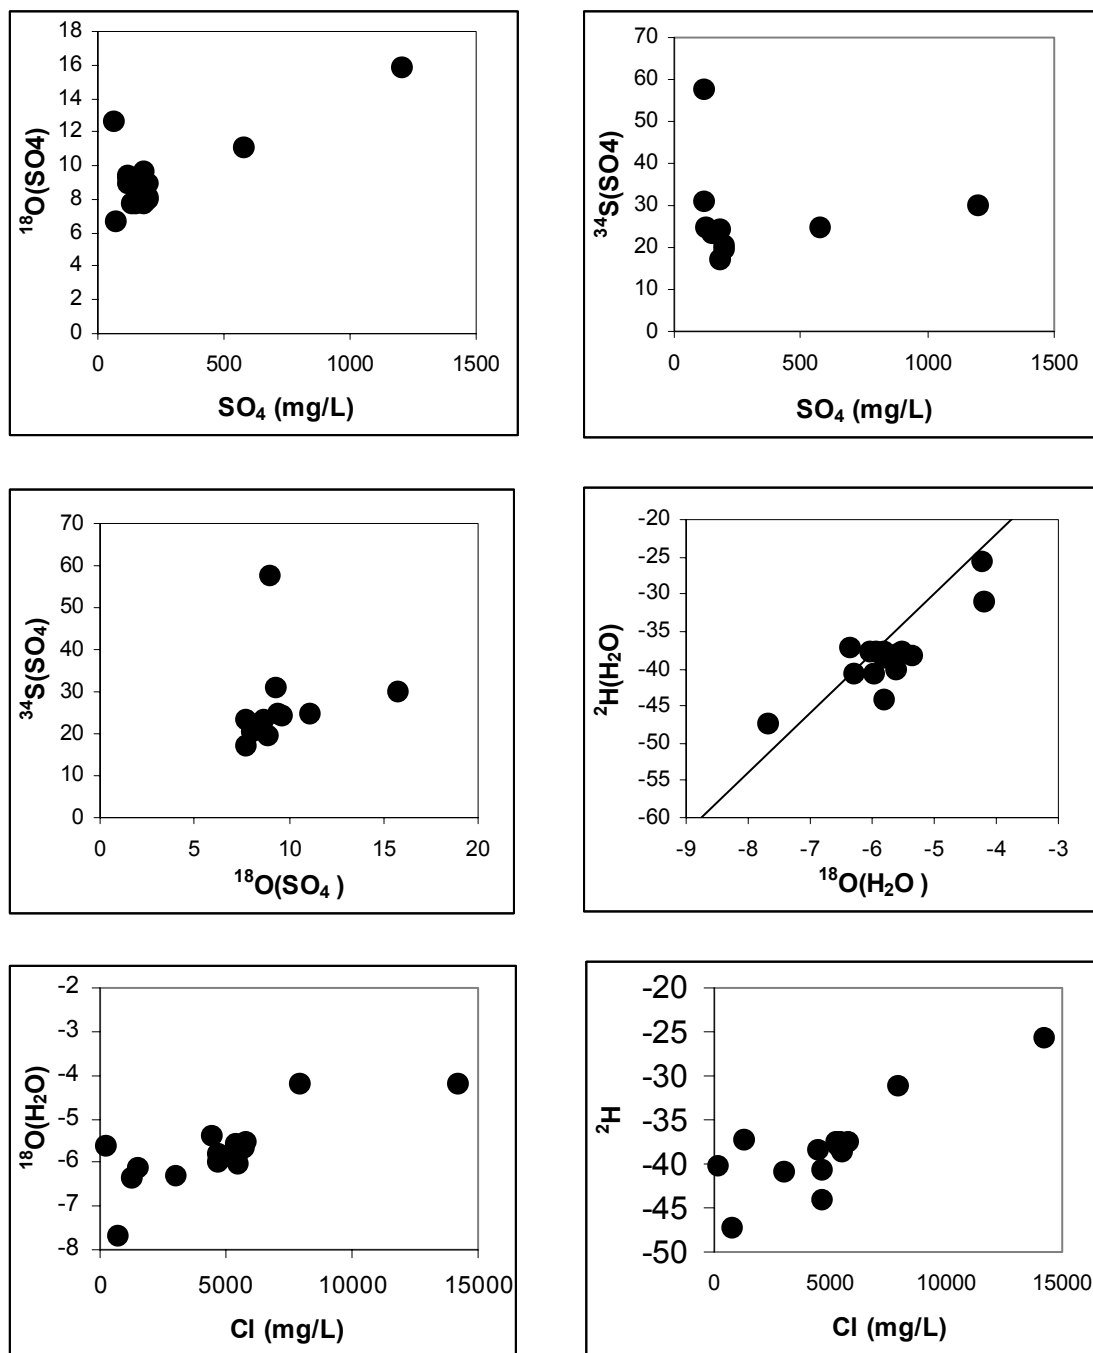 18
16
14
12
10
8
6
4
2
0
¹⁸O(SO4)
0 500 1000 1500
SO₄ (mg/L)
70
60
50
40
30
20
10
0
³⁴S(SO4)
0 500 1000 1500
SO₄ (mg/L)
70
60
50
40
30
20
10
0
³⁴S(SO₄)
0 5 10 15 20
¹⁸O(SO₄ )
-20
-25
-30
-35
-40
-45
-50
-55
-60
²H(H₂O)
-9 -8 -7 -6 -5 -4 -3
¹⁸O(H₂O )
-2
-3
-4
-5
-6
-7
-8
¹⁸O(H₂O)
0 5000 10000 15000
Cl (mg/L)
-20
-25
-30
-35
-40
-45
-50
²H
0 5000 10000 15000
Cl (mg/L)